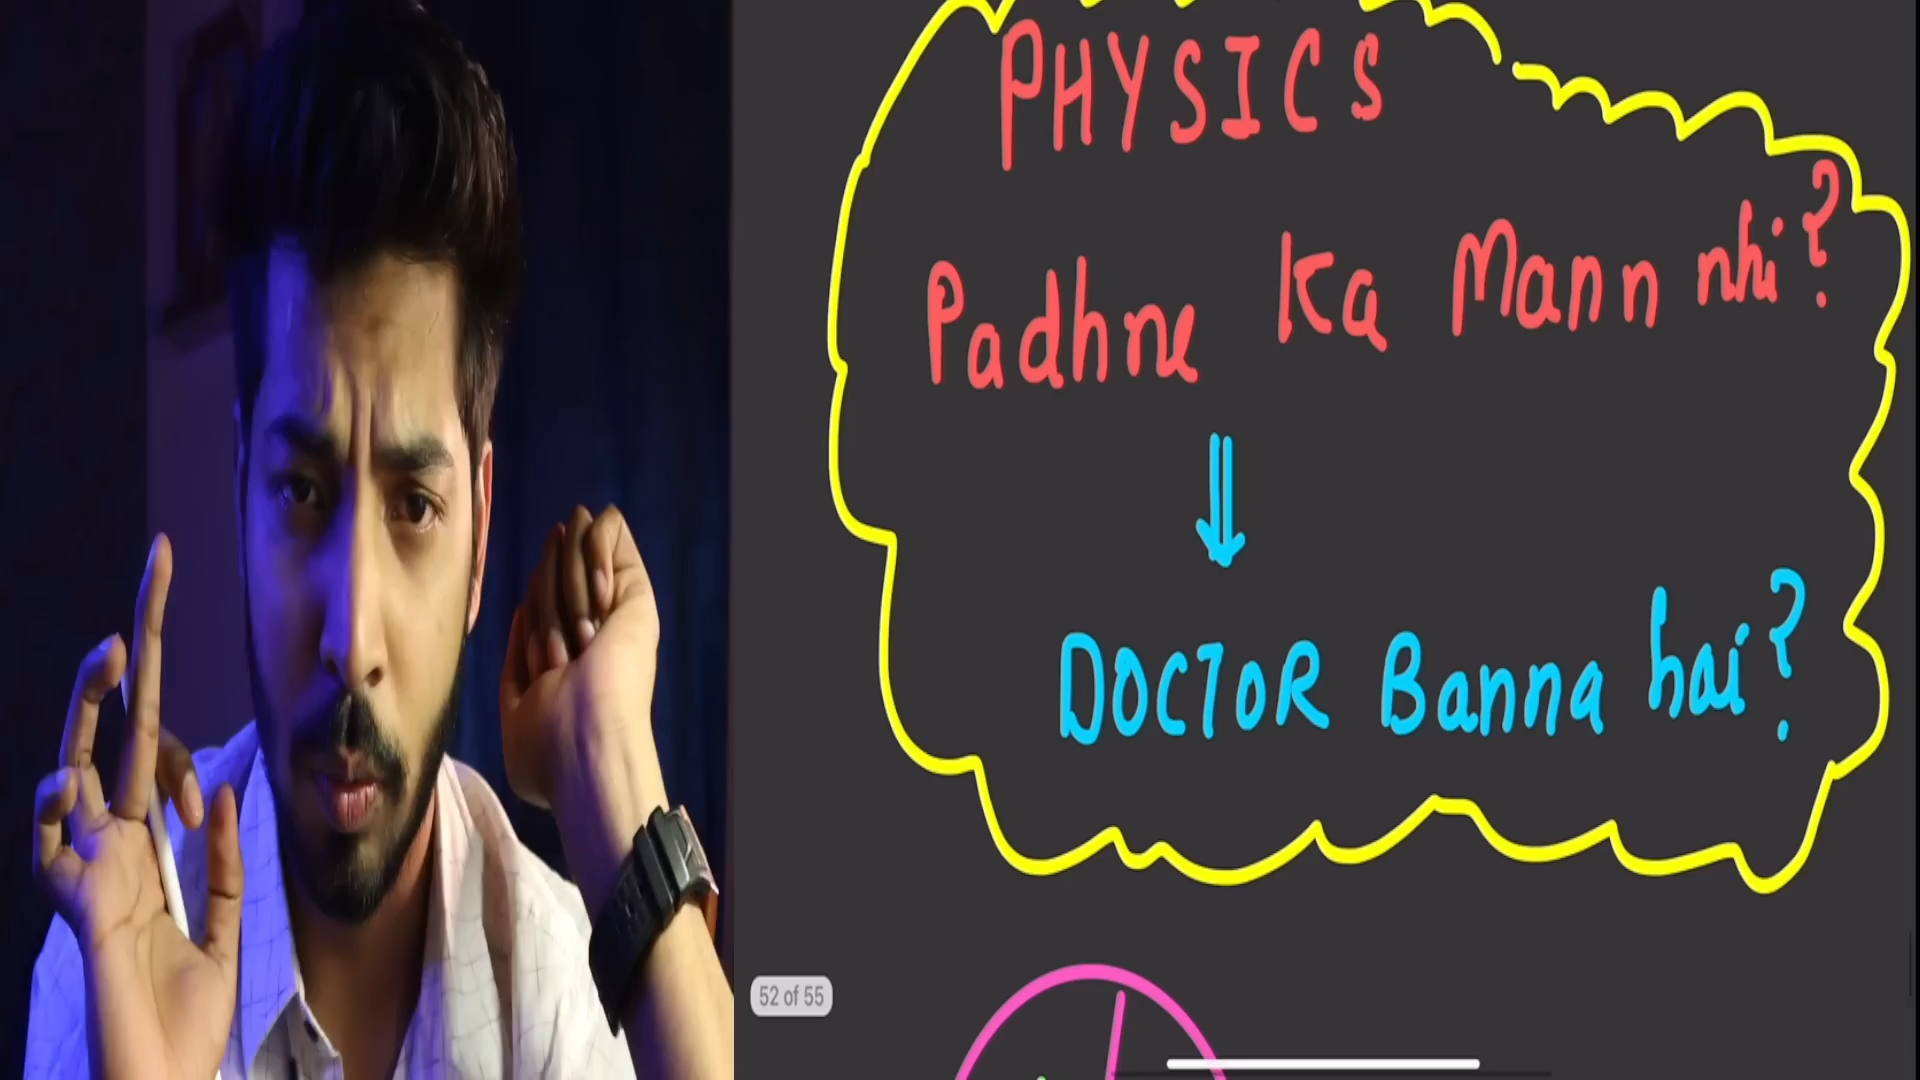 PHYSICS
Padhne Ka Mann nhi?
DOCTOR Banna hai?
52 of 55